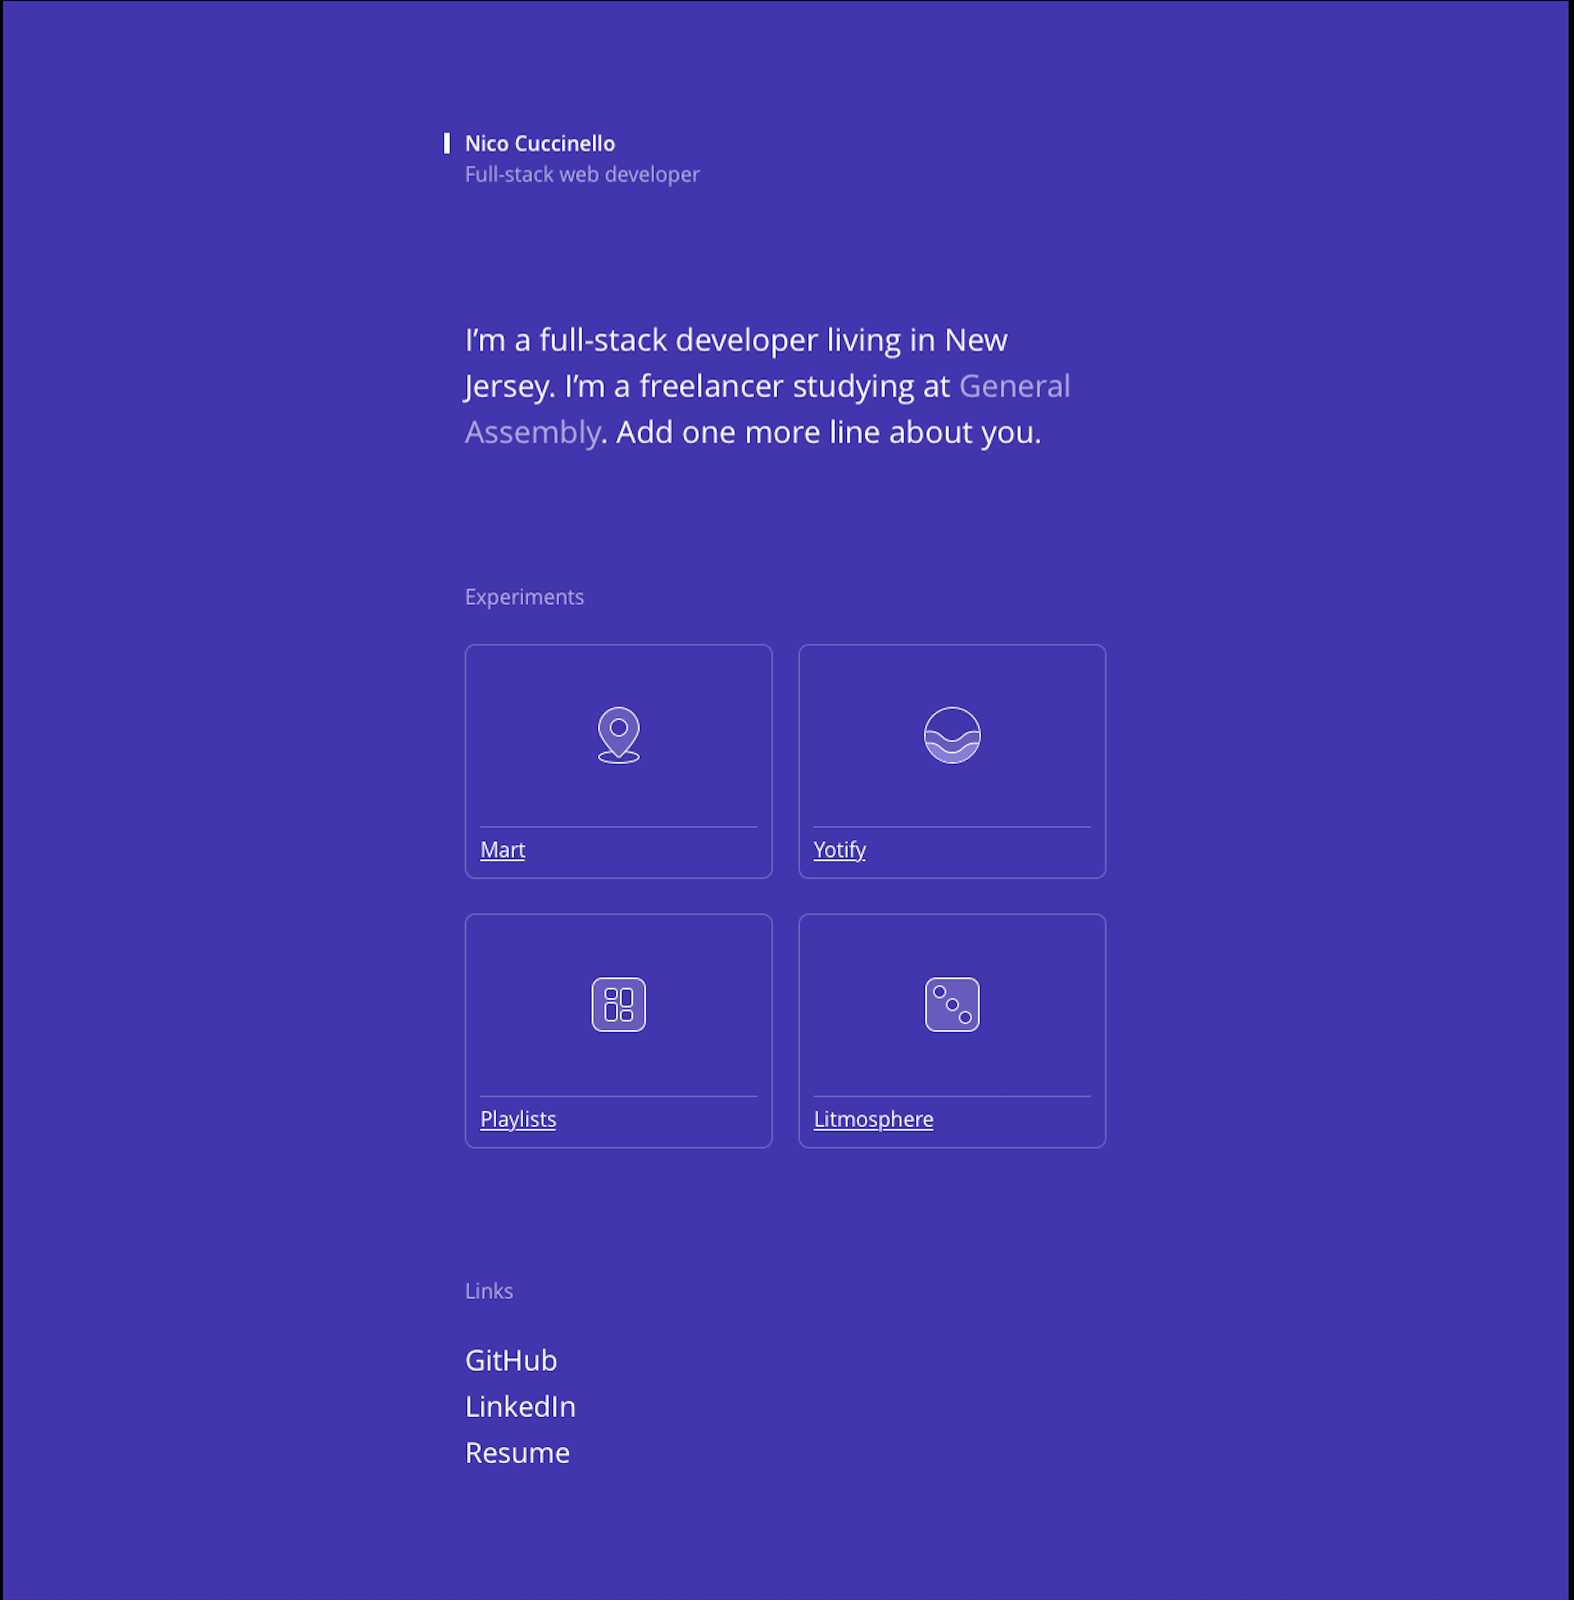 Nico Cuccinello
Full-stack web developer
I’m a full-stack developer living in New
Jersey. I’m a freelancer studying at General
Assembly. Add one more line about you.
Experiments
Mart
Yotify
Playlists
Litmosphere
Links
GitHub
LinkedIn
Resume